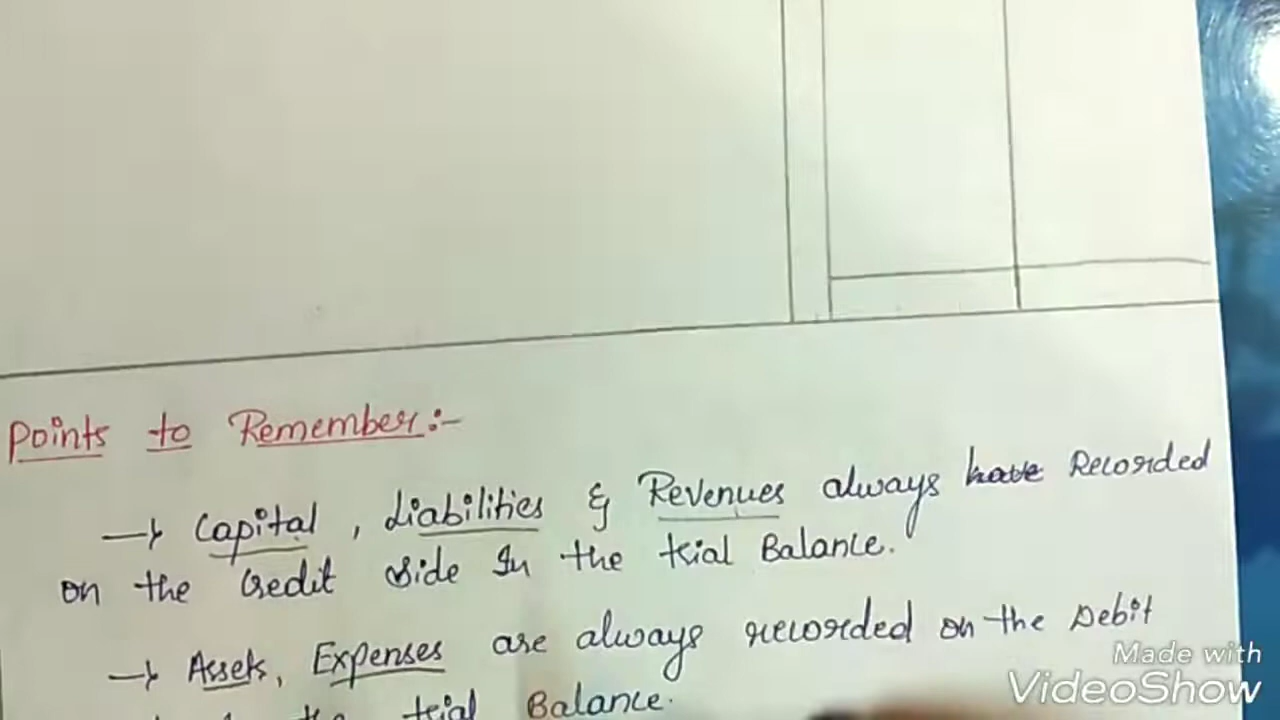 Points to Remember:-
→ Capital, Liabilities & Revenues always have Recorded
on the Credit side In the trial Balance.
→ Assets, Expenses are always recorded on the Debit
the trial Balance.
Made with
VideoShow